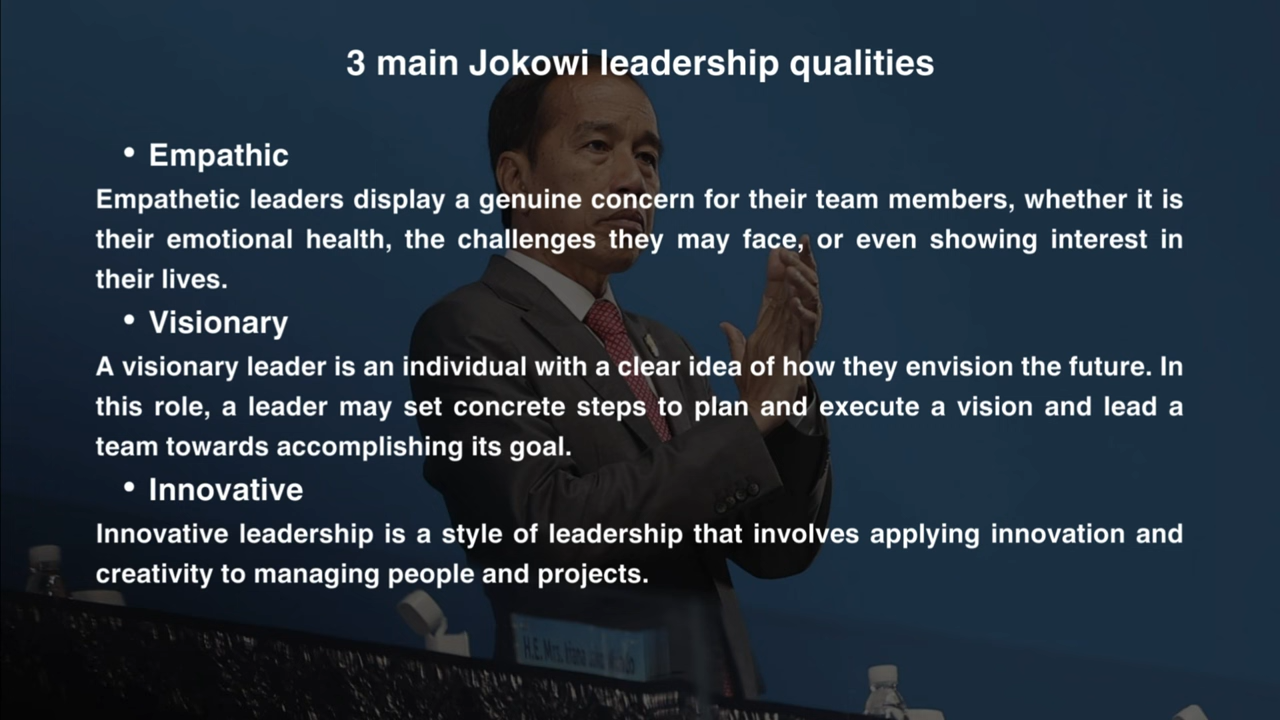 3 main Jokowi leadership qualities
• Empathic
Empathetic leaders display a genuine concern for their team members, whether it is
their emotional health, the challenges they may face, or even showing interest in
their lives.
• Visionary
A visionary leader is an individual with a clear idea of how they envision the future. In
this role, a leader may set concrete steps to plan and execute a vision and lead a
team towards accomplishing its goal.
• Innovative
Innovative leadership is a style of leadership that involves applying innovation and
creativity to managing people and projects.
H.E. Mrs. Iriana